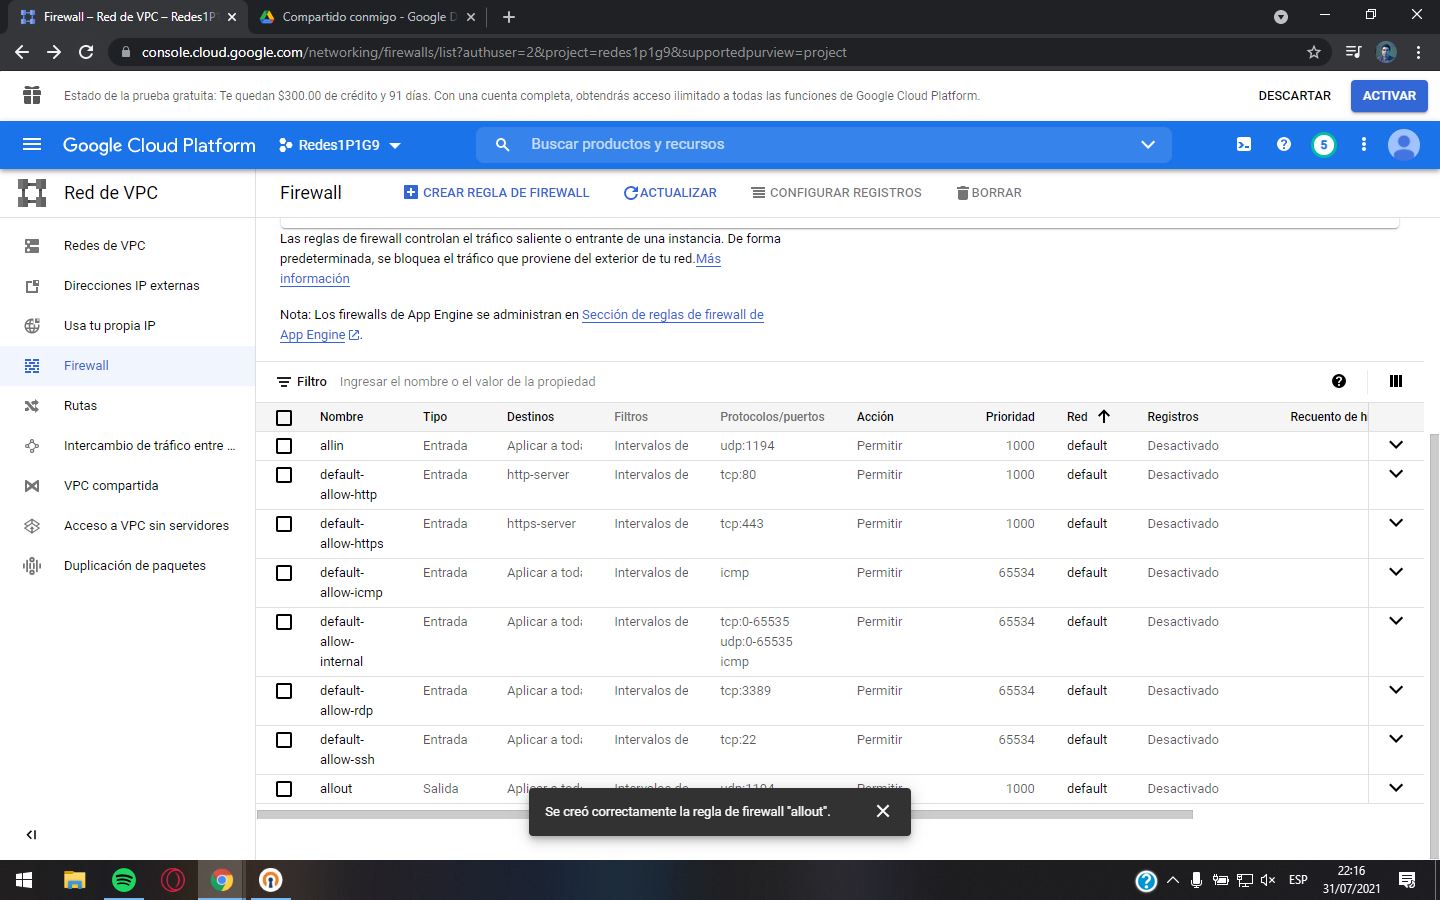 Firewall – Red de VPC – Redes1P1
Compartido conmigo - Google D
console.cloud.google.com/networking/firewalls/list?authuser=2&project=redes1p1g9&supportedpurview=project
Estado de la prueba gratuita: Te quedan $300.00 de crédito y 91 días. Con una cuenta completa, obtendrás acceso ilimitado a todas las funciones de Google Cloud Platform.
DESCARTAR
ACTIVAR
Google Cloud Platform
Redes1P1G9
Buscar productos y recursos
5
Red de VPC
Firewall
CREAR REGLA DE FIREWALL
ACTUALIZAR
CONFIGURAR REGISTROS
BORRAR
Redes de VPC
Direcciones IP externas
Usa tu propia IP
Firewall
Rutas
Intercambio de tráfico entre ...
VPC compartida
Acceso a VPC sin servidores
Duplicación de paquetes
Las reglas de firewall controlan el tráfico saliente o entrante de una instancia. De forma
predeterminada, se bloquea el tráfico que proviene del exterior de tu red.Más
información
Nota: Los firewalls de App Engine se administran en Sección de reglas de firewall de
App Engine.
Filtro Ingresar el nombre o el valor de la propiedad
Nombre Tipo Destinos Filtros Protocolos/puertos Acción Prioridad Red Registros Recuento de h
allin Entrada Aplicar a toda Intervalos de udp:1194 Permitir 1000 default Desactivado
default- Entrada http-server Intervalos de tcp:80 Permitir 1000 default Desactivado
allow-http
default- Entrada https-server Intervalos de tcp:443 Permitir 1000 default Desactivado
allow-https
default- Entrada Aplicar a toda Intervalos de icmp Permitir 65534 default Desactivado
allow-icmp
default- Entrada Aplicar a toda Intervalos de tcp:0-65535 Permitir 65534 default Desactivado
allow- udp:0-65535
internal icmp
default- Entrada Aplicar a toda Intervalos de tcp:3389 Permitir 65534 default Desactivado
allow-rdp
default- Entrada Aplicar a toda Intervalos de tcp:22 Permitir 65534 default Desactivado
allow-ssh
allout Salida Aplicar a toda Intervalos de udp:1194 Permitir 1000 default Desactivado
Se creó correctamente la regla de firewall "allout".
ESP
22:16
31/07/2021